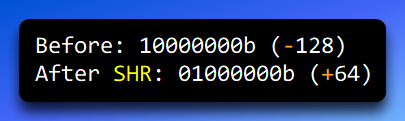 Before: 10000000b (-128)
After SHR: 01000000b (+64)